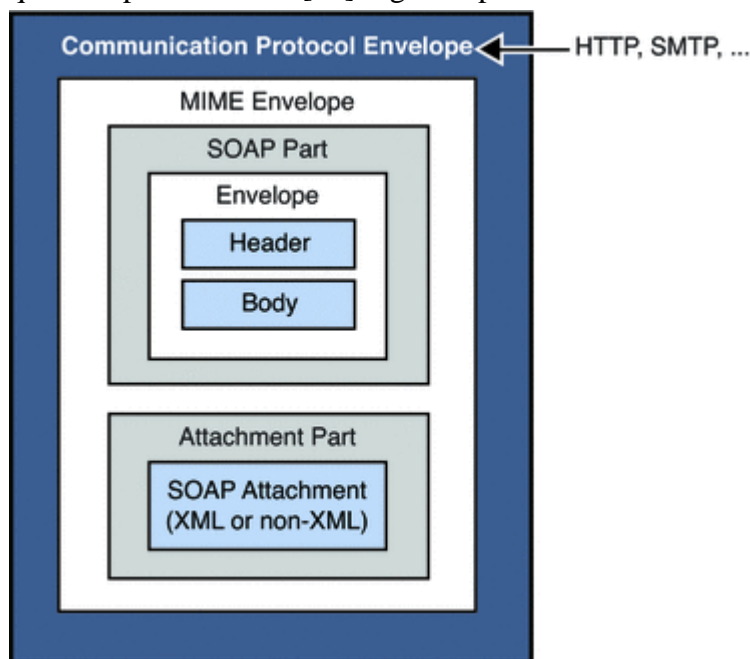 Communication Protocol Envelope
HTTP, SMTP, ...
MIME Envelope
SOAP Part
Envelope
Header
Body
Attachment Part
SOAP Attachment
(XML or non-XML)